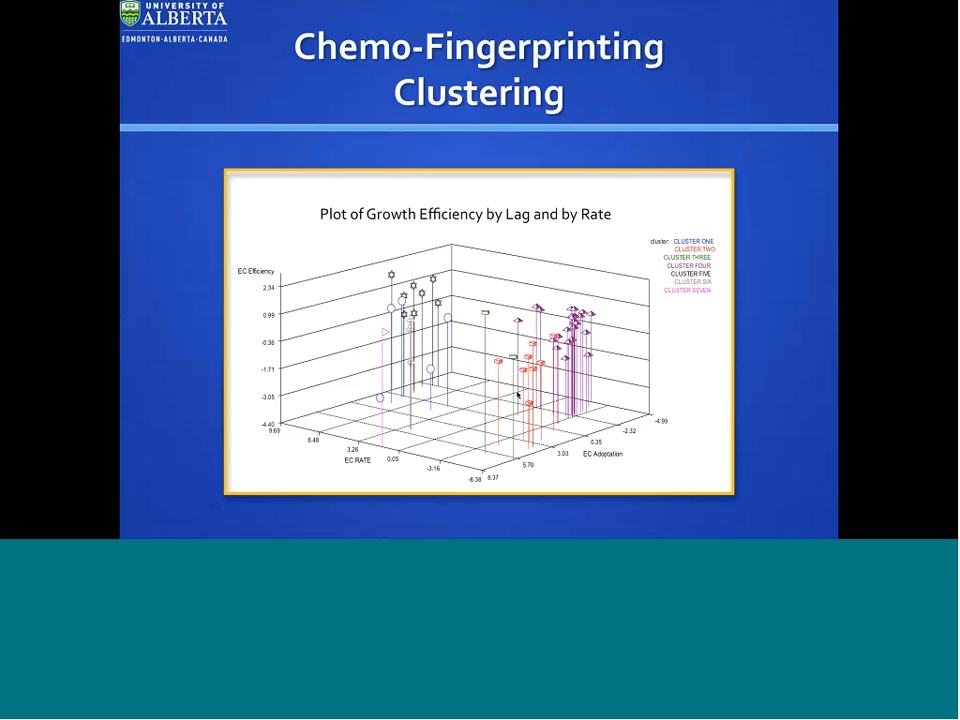 UNIVERSITY OF
ALBERTA
EDMONTON·ALBERTA·CANADA
Chemo-Fingerprinting
Clustering
Plot of Growth Efficiency by Lag and by Rate
cluster: CLUSTER ONE
CLUSTER TWO
CLUSTER THREE
CLUSTER FOUR
CLUSTER FIVE
CLUSTER SIX
CLUSTER SEVEN
EC Efficiency
2.34
0.99
-0.36
-1.71
-3.05
-4.40
9.69
6.48
3.26
0.05
-3.16
-6.38
EC RATE
8.37
5.70
3.03
0.35
-2.32
-4.99
EC Adoptation